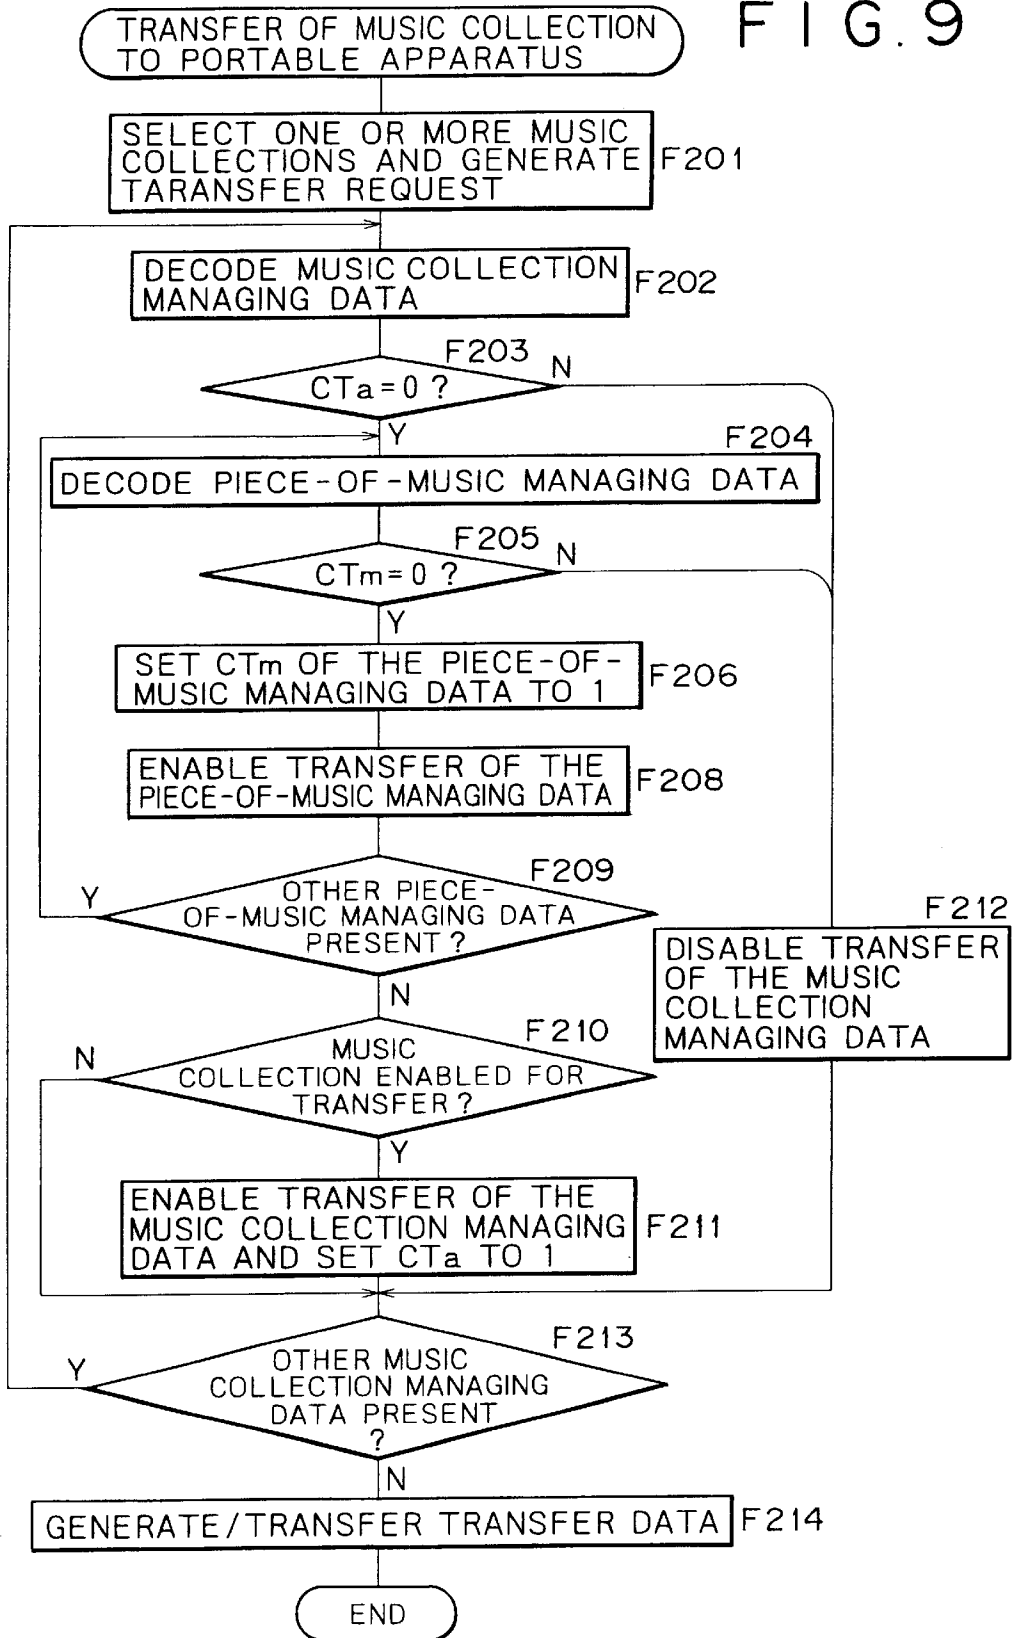 FIG.9
TRANSFER OF MUSIC COLLECTION
TO PORTABLE APPARATUS
SELECT ONE OR MORE MUSIC
COLLECTIONS AND GENERATE
TARANSFER REQUEST
F201
DECODE MUSIC COLLECTION
MANAGING DATA
F202
F203
CTa=0 ?
N
Y
F204
DECODE PIECE-OF-MUSIC MANAGING DATA
F205
CTm=0 ?
N
Y
SET CTm OF THE PIECE-OF-
MUSIC MANAGING DATA TO 1
F206
ENABLE TRANSFER OF THE
PIECE-OF-MUSIC MANAGING DATA
F208
F209
OTHER PIECE-
OF-MUSIC MANAGING DATA
PRESENT?
Y
N
F212
DISABLE TRANSFER
OF THE MUSIC
COLLECTION
MANAGING DATA
F210
MUSIC
COLLECTION ENABLED FOR
TRANSFER?
N
Y
ENABLE TRANSFER OF THE
MUSIC COLLECTION MANAGING
DATA AND SET CTa TO 1
F211
F213
OTHER MUSIC
COLLECTION MANAGING
DATA PRESENT
?
Y
N
GENERATE/TRANSFER TRANSFER DATA
F214
END